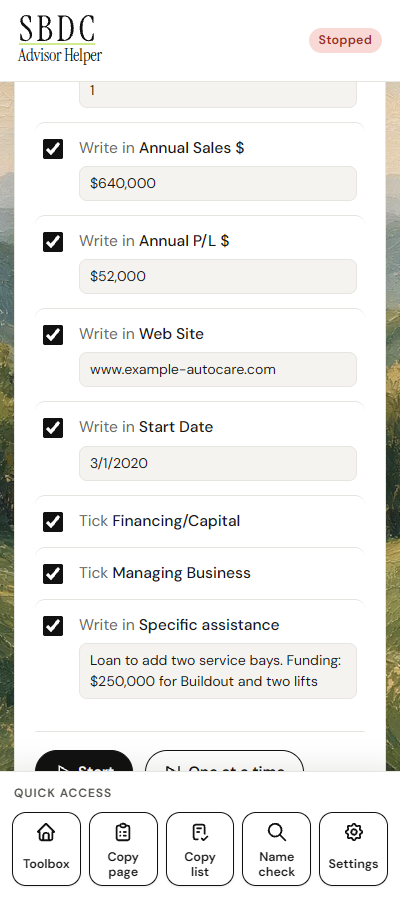 SBDC
Advisor Helper
Stopped
1
Write in Annual Sales $
$640,000
Write in Annual P/L $
$52,000
Write in Web Site
www.example-autocare.com
Write in Start Date
3/1/2020
Tick Financing/Capital
Tick Managing Business
Write in Specific assistance
Loan to add two service bays. Funding:
$250,000 for Buildout and two lifts
Start
One at a time
QUICK ACCESS
Toolbox
Copy
page
Copy
list
Name
check
Settings